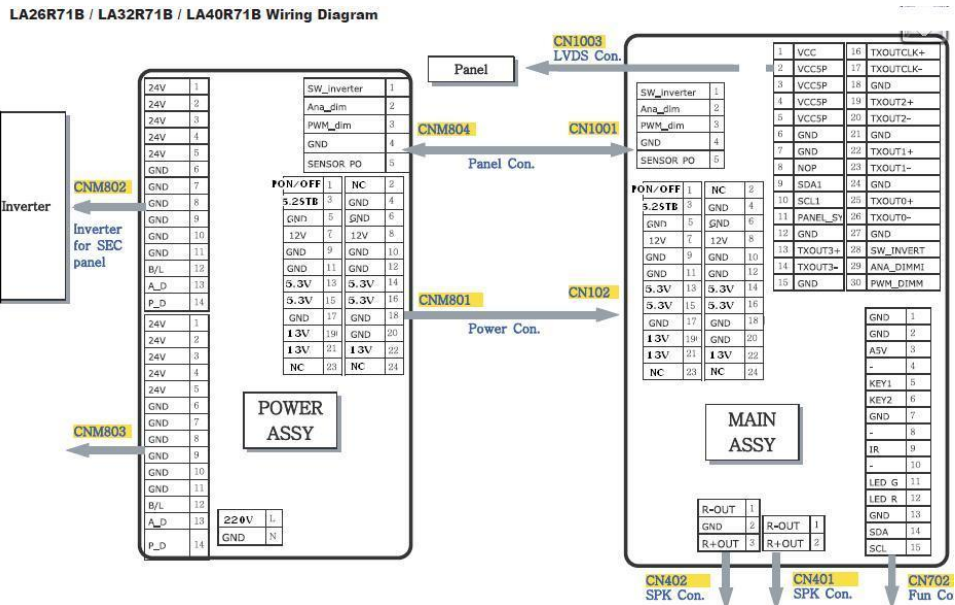 LA26R71B / LA32R71B / LA40R71B Wiring Diagram
Inverter
CNM802
Inverter
for SEC
panel
CNM803
24V 1
24V 2
24V 3
24V 4
24V 5
GND 6
GND 7
GND 8
GND 9
GND 10
GND 11
B/L 12
A_D 13
P_D 14
24V 1
24V 2
24V 3
24V 4
24V 5
GND 6
GND 7
GND 8
GND 9
GND 10
GND 11
B/L 12
A_D 13
P_D 14
SW_inverter 1
Ana_dim 2
PWM_dim 3
GND 4
SENSOR PO 5
PON/OFF 1 NC 2
5.2STB 3 GND 4
GND 5 GND 6
12V 7 12V 8
GND 9 GND 10
GND 11 GND 12
5.3V 13 5.3V 14
5.3V 15 5.3V 16
GND 17 GND 18
13V 19 GND 20
13V 21 13V 22
NC 23 NC 24
POWER
ASSY
220V L
GND N
Panel
CN1003
LVDS Con.
CNM804 CN1001
Panel Con.
CNM801 CN102
Power Con.
SW_inverter 1
Ana_dim 2
PWM_dim 3
GND 4
SENSOR PO 5
PON/OFF 1 NC 2
5.2STB 3 GND 4
GND 5 GND 6
12V 7 12V 8
GND 9 GND 10
GND 11 GND 12
5.3V 13 5.3V 14
5.3V 15 5.3V 16
GND 17 GND 18
13V 19 GND 20
13V 21 13V 22
NC 23 NC 24
1 VCC 16 TXOUTCLK+
2 VCC5P 17 TXOUTCLK-
3 VCC5P 18 GND
4 VCC5P 19 TXOUT2+
5 VCC5P 20 TXOUT2-
6 GND 21 GND
7 GND 22 TXOUT1+
8 NOP 23 TXOUT1-
9 SDA1 24 GND
10 SCL1 25 TXOUT0+
11 PANEL_SY 26 TXOUT0-
12 GND 27 GND
13 TXOUT3+ 28 SW_INVERT
14 TXOUT3- 29 ANA_DIMMI
15 GND 30 PWM_DIMM
MAIN
ASSY
GND 1
GND 2
A5V 3
- 4
KEY1 5
KEY2 6
GND 7
- 8
IR 9
- 10
LED G 11
LED R 12
GND 13
SDA 14
SCL 15
R-OUT 1
GND 2
R+OUT 3
R-OUT 1
R+OUT 2
CN402
SPK Con.
CN401
SPK Con.
CN702
Fun Co